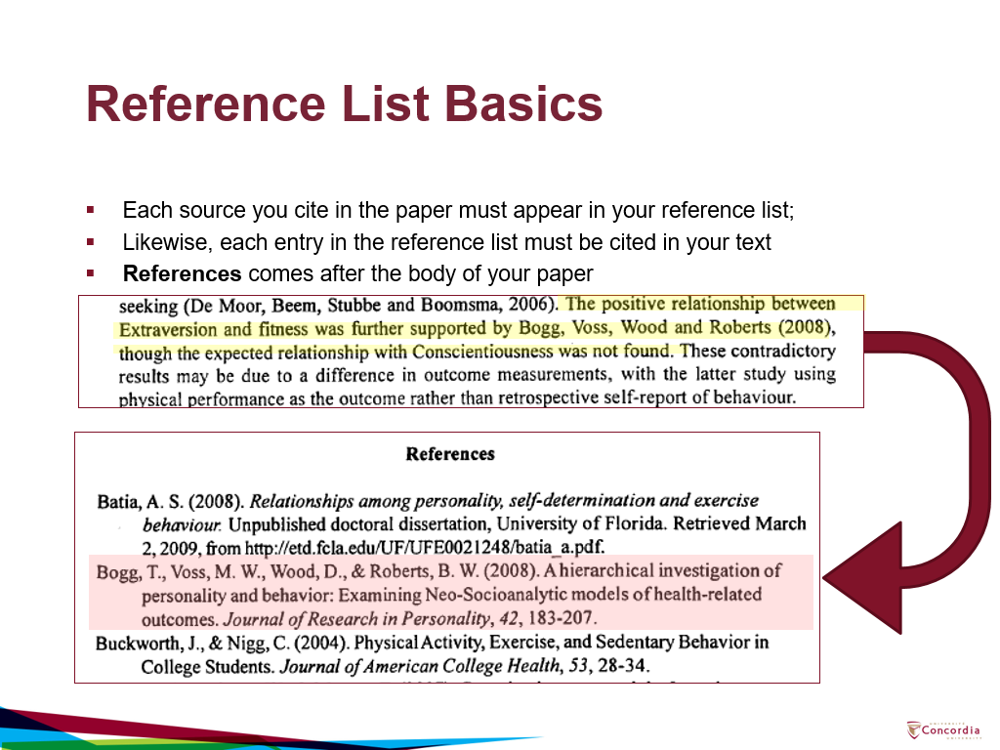 Reference List Basics
Each source you cite in the paper must appear in your reference list;
Likewise, each entry in the reference list must be cited in your text
References comes after the body of your paper
seeking (De Moor, Beem, Stubbe and Boomsma, 2006). The positive relationship between
Extraversion and fitness was further supported by Bogg, Voss, Wood and Roberts (2008),
though the expected relationship with Conscientiousness was not found. These contradictory
results may be due to a difference in outcome measurements, with the latter study using
physical performance as the outcome rather than retrospective self-report of behaviour.
References
Batia, A. S. (2008). Relationships among personality, self-determination and exercise
behaviour. Unpublished doctoral dissertation, University of Florida. Retrieved March
2, 2009, from http://etd.fcla.edu/UF/UFE0021248/batia_a.pdf.
Bogg, T., Voss, M. W., Wood, D., & Roberts, B. W. (2008). A hierarchical investigation of
personality and behavior: Examining Neo-Socioanalytic models of health-related
outcomes. Journal of Research in Personality, 42, 183-207.
Buckworth, J., & Nigg, C. (2004). Physical Activity, Exercise, and Sedentary Behavior in
College Students. Journal of American College Health, 53, 28-34.
UNIVERSITÉ
Concordia
UNIVERSITY